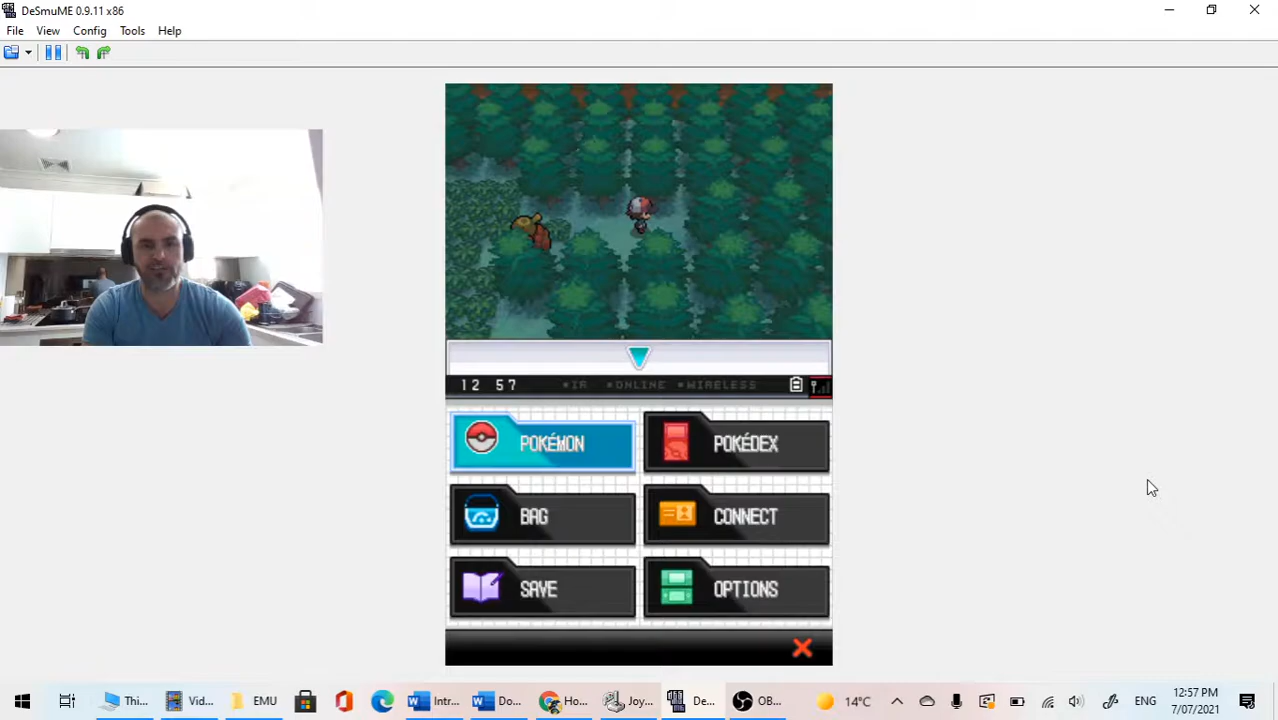 DeSmuME 0.9.11 x86
File View Config Tools Help
12 57 IR ONLINE WIRELESS
POKÉMON POKÉDEX
BAG CONNECT
SAVE OPTIONS
Thi... Vid... EMU Intr... Do... Ho... Joy... De... OB... 14°C ENG 12:57 PM
7/07/2021